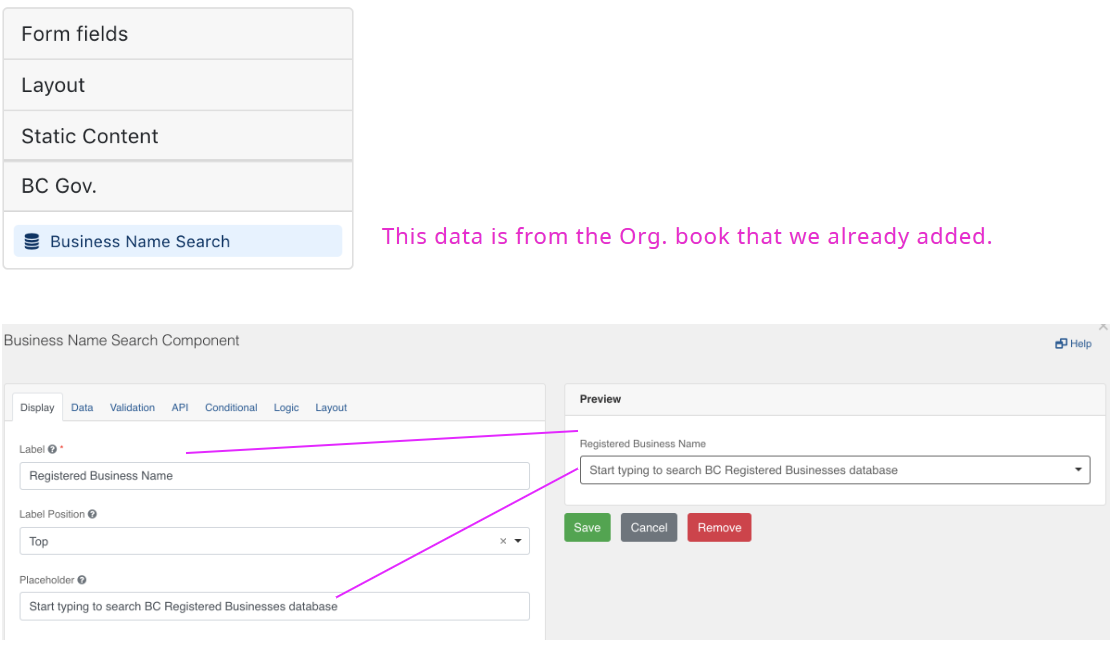 Form fields
Layout
Static Content
BC Gov.
Business Name Search
This data is from the Org. book that we already added.
Business Name Search Component
Help
Display Data Validation API Conditional Logic Layout
Label *
Registered Business Name
Label Position
Top
Placeholder
Start typing to search BC Registered Businesses database
Preview
Registered Business Name
Start typing to search BC Registered Businesses database
Save Cancel Remove